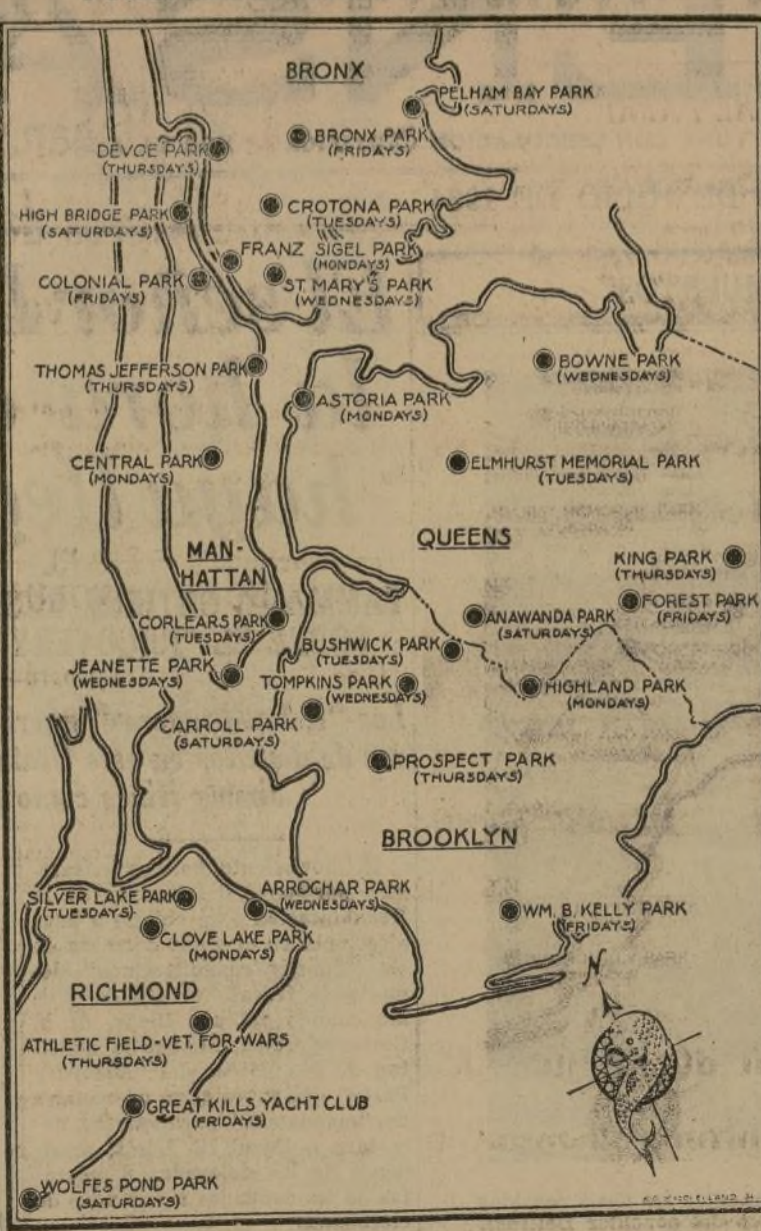 BRONX
PELHAM BAY PARK
(SATURDAYS)
BRONX PARK
(FRIDAYS)
DEVOE PARK
(THURSDAYS)
CROTONA PARK
(TUESDAYS)
HIGH BRIDGE PARK
(SATURDAYS)
FRANZ SIGEL PARK
(MONDAYS)
COLONIAL PARK
(FRIDAYS)
ST. MARY'S PARK
(WEDNESDAYS)
THOMAS JEFFERSON PARK
(THURSDAYS)
BOWNE PARK
(WEDNESDAYS)
ASTORIA PARK
(MONDAYS)
CENTRAL PARK
(MONDAYS)
ELMHURST MEMORIAL PARK
(TUESDAYS)
QUEENS
MAN-
HATTAN
KING PARK
(THURSDAYS)
FOREST PARK
(FRIDAYS)
CORLEARS PARK
(TUESDAYS)
ANAWANDA PARK
(SATURDAYS)
BUSHWICK PARK
(TUESDAYS)
JEANETTE PARK
(WEDNESDAYS)
TOMPKINS PARK
(WEDNESDAYS)
HIGHLAND PARK
(MONDAYS)
CARROLL PARK
(SATURDAYS)
PROSPECT PARK
(THURSDAYS)
BROOKLYN
SILVER LAKE PARK
(TUESDAYS)
ARROCHAR PARK
(WEDNESDAYS)
WM. B. KELLY PARK
(FRIDAYS)
CLOVE LAKE PARK
(MONDAYS)
N
RICHMOND
ATHLETIC FIELD-VET. FOR. WARS
(THURSDAYS)
GREAT KILLS YACHT CLUB
(FRIDAYS)
WOLFES POND PARK
(SATURDAYS)